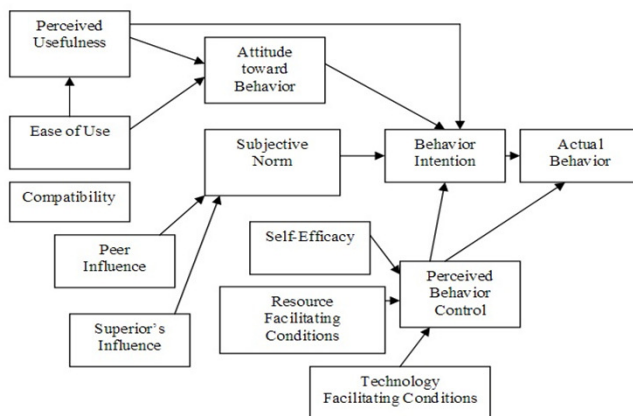 Perceived
Usefulness
Attitude
toward
Behavior
Ease of Use
Subjective
Norm
Behavior
Intention
Actual
Behavior
Compatibility
Peer
Influence
Self-Efficacy
Perceived
Behavior
Control
Resource
Facilitating
Conditions
Superior's
Influence
Technology
Facilitating Conditions